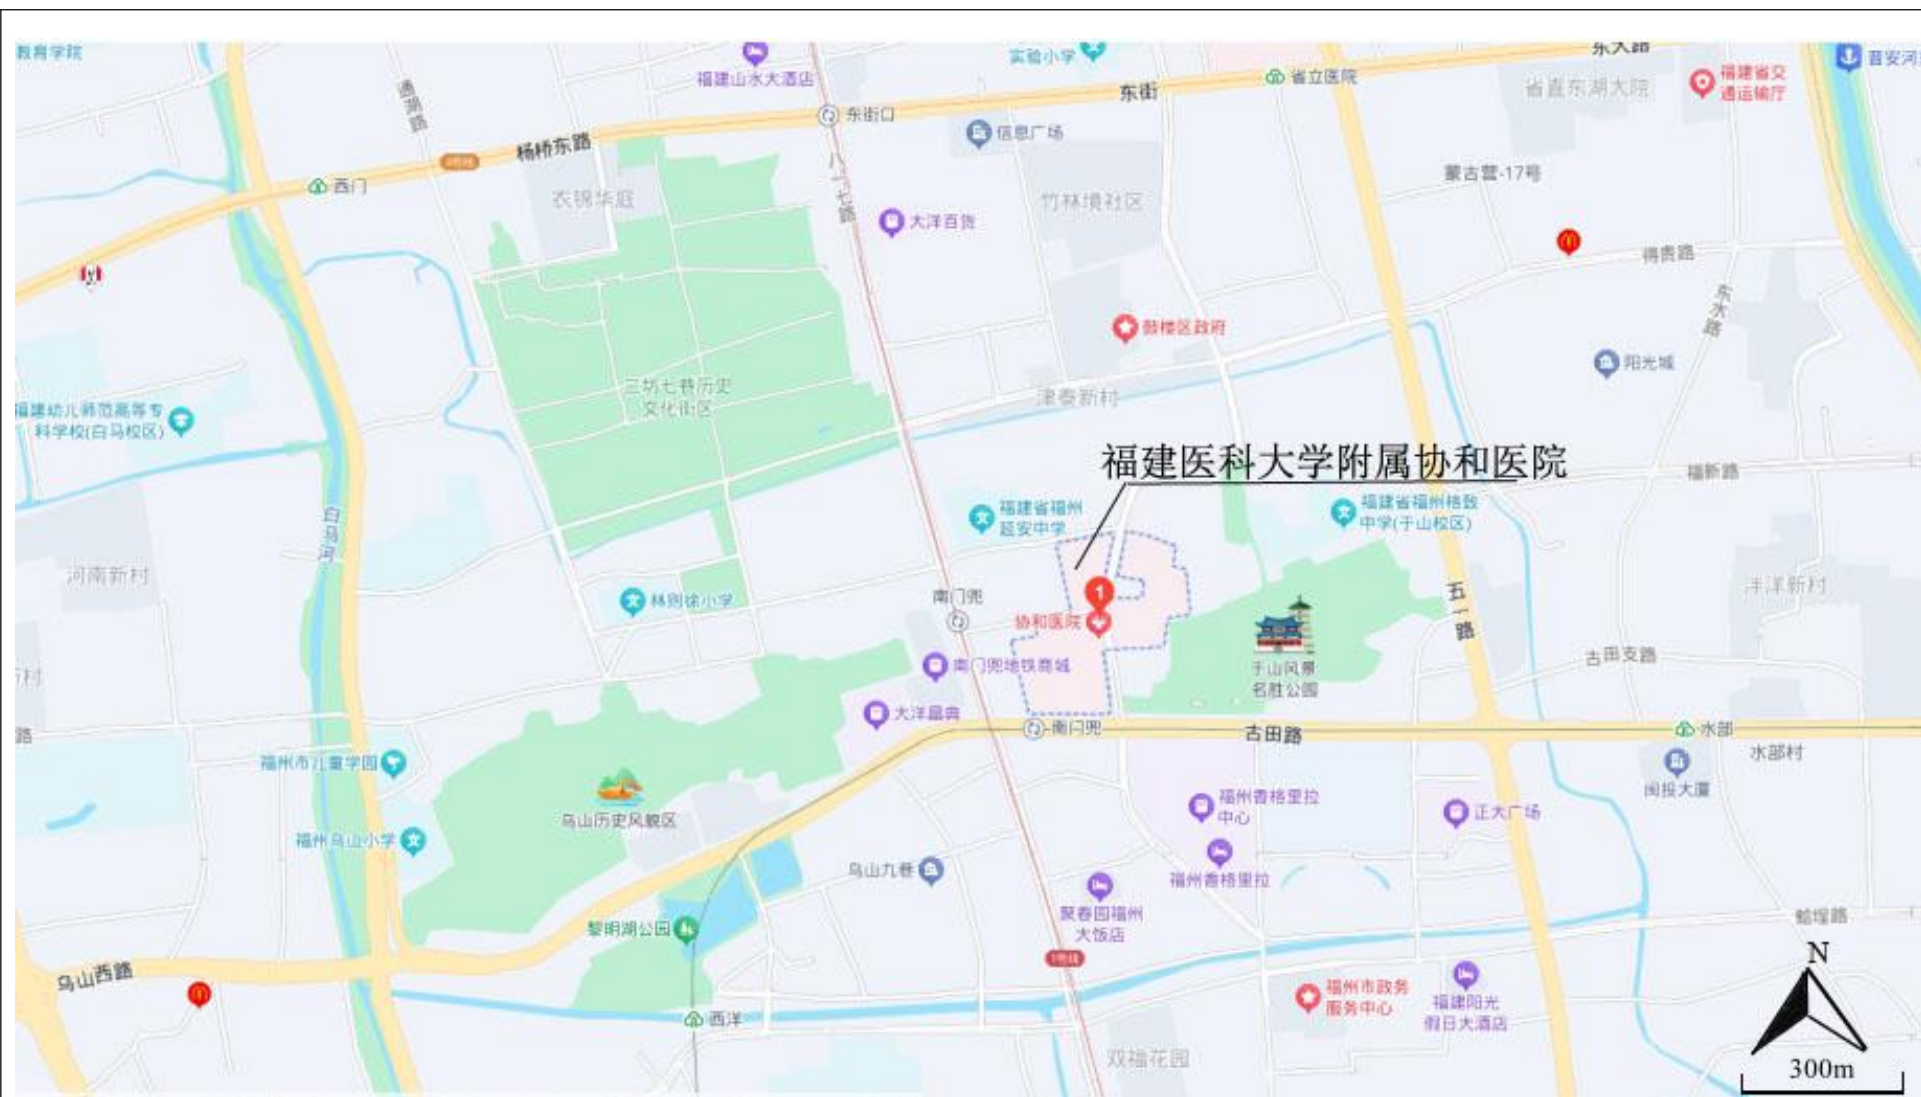 教育学院
福建山水大酒店
实验小学
东大路
晋安河
通湖路
东街口
东街
省立医院
省直东湖大院
福建省交
通运输厅
信息广场
杨桥东路
西门
衣锦华庭
八一七路
大洋百货
竹林境社区
蒙古营-17号
得贵路
东水路
鼓楼区政府
阳光城
三坊七巷历史
文化街区
津泰新村
福建幼儿师范高等专
科学校(白马校区)
福建医科大学附属协和医院
福新路
白马河
福建省福州
延安中学
福建省福州格致
中学(于山校区)
河南新村
林则徐小学
南门兜
1
协和医院
五一路
洋洋新村
南门兜地铁商城
于山风景
名胜公园
古田支路
村
路
大洋晶典
南门兜
古田路
水部
水部村
福州市儿童学园
乌山历史风貌区
福州香格里拉
中心
正大广场
闽投大厦
福州乌山小学
乌山九巷
福州香格里拉
聚春园福州
大饭店
黎明湖公园
蛤埕路
1号线
乌山西路
N
福州市政务
服务中心
福建阳光
假日大酒店
西洋
双福花园
300m